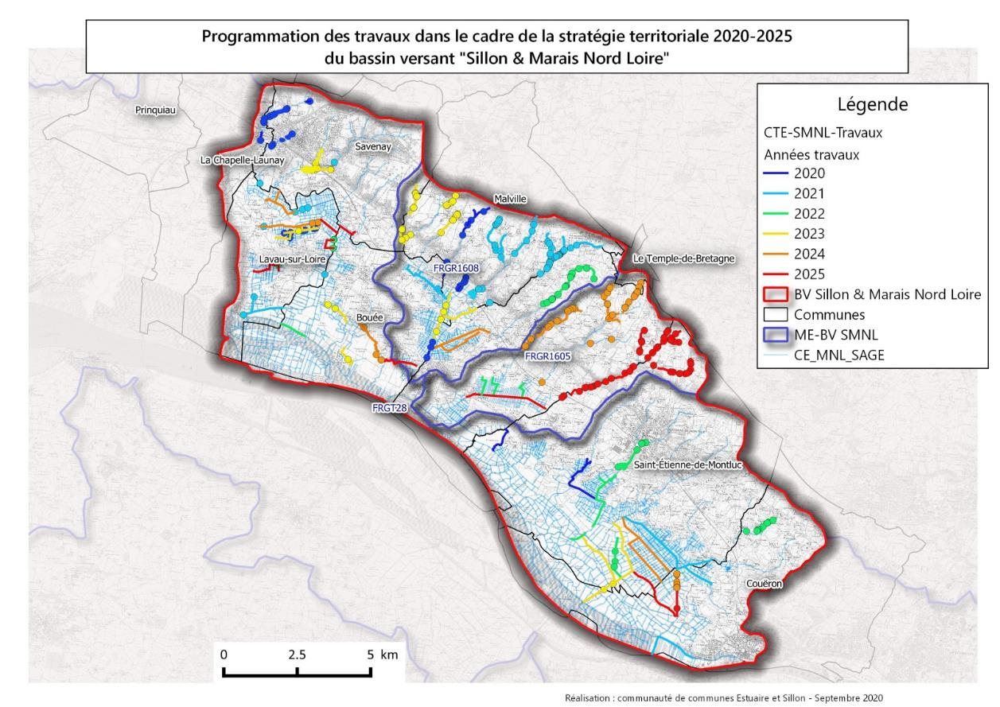 Programmation des travaux dans le cadre de la stratégie territoriale 2020-2025
du bassin versant "Sillon & Marais Nord Loire"
Légende
CTE-SMNL-Travaux
Années travaux
2020
2021
2022
2023
2024
2025
BV Sillon & Marais Nord Loire
Communes
ME-BV SMNL
CE_MNL_SAGE
Prinquiau
Savenay
La Chapelle-Launay
Malville
Le Temple-de-Bretagne
Lavau-sur-Loire
FRGR1608
Bouée
FRGR1605
FRGT28
Saint-Étienne-de-Montluc
Couëron
0 2.5 5 km
Réalisation : communauté de communes Estuaire et Sillon - Septembre 2020